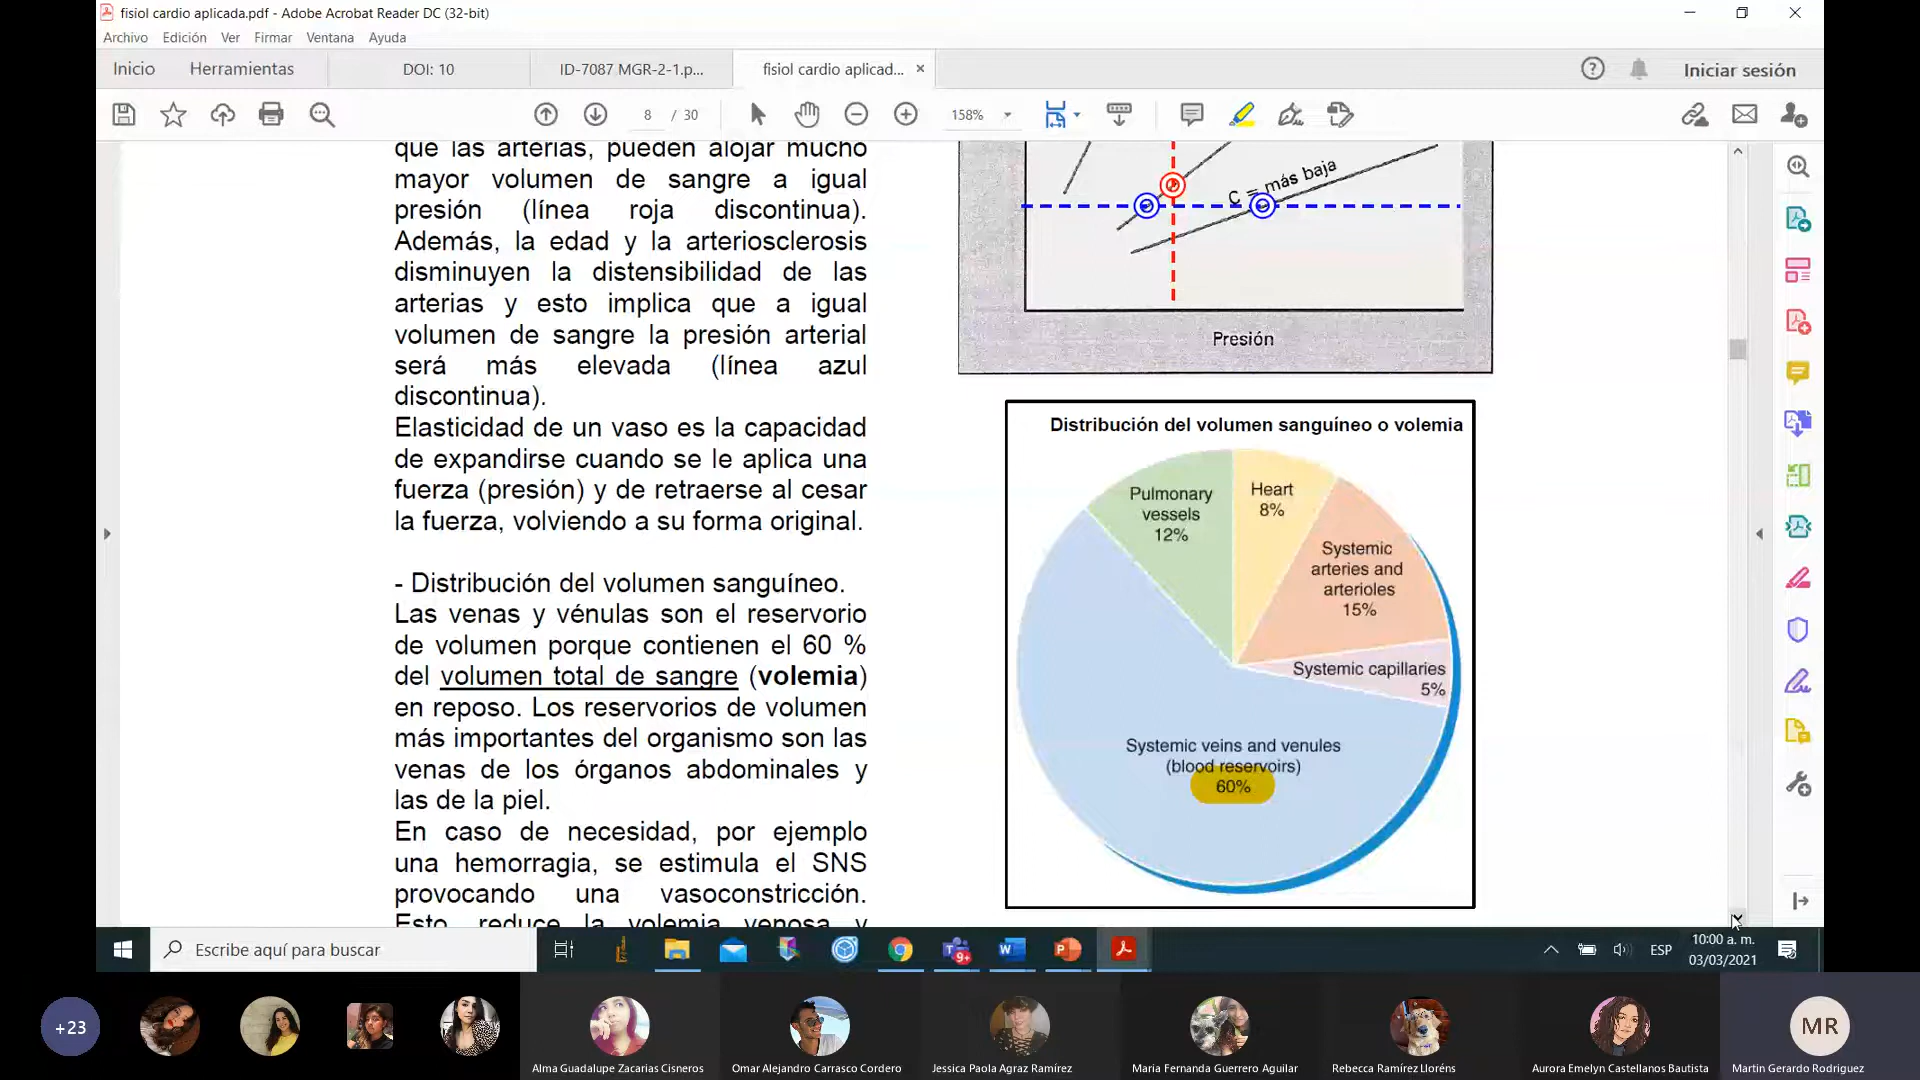 fisiol cardio aplicada.pdf - Adobe Acrobat Reader DC (32-bit)
Archivo Edición Ver Firmar Ventana Ayuda
Inicio Herramientas DOI: 10 ID-7087 MGR-2-1.p... fisiol cardio aplicad... × Iniciar sesión
8 / 30 158%
que las arterias, pueden alojar mucho
mayor volumen de sangre a igual
presión (línea roja discontinua).
Además, la edad y la arteriosclerosis
disminuyen la distensibilidad de las
arterias y esto implica que a igual
volumen de sangre la presión arterial
será más elevada (línea azul
discontinua).
Elasticidad de un vaso es la capacidad
de expandirse cuando se le aplica una
fuerza (presión) y de retraerse al cesar
la fuerza, volviendo a su forma original.
- Distribución del volumen sanguíneo.
Las venas y vénulas son el reservorio
de volumen porque contienen el 60 %
del volumen total de sangre (volemia)
en reposo. Los reservorios de volumen
más importantes del organismo son las
venas de los órganos abdominales y
las de la piel.
En caso de necesidad, por ejemplo
una hemorragia, se estimula el SNS
provocando una vasoconstricción.
Esto reduce la volemia venosa y
C = más baja
Presión
Distribución del volumen sanguíneo o volemia
Pulmonary
vessels
12%
Heart
8%
Systemic
arteries and
arterioles
15%
Systemic capillaries
5%
Systemic veins and venules
(blood reservoirs)
60%
Escribe aquí para buscar
9+
ESP
10:00 a. m.
03/03/2021
+23
MR
Alma Guadalupe Zacarias Cisneros
Omar Alejandro Carrasco Cordero
Jessica Paola Agraz Ramírez
Maria Fernanda Guerrero Aguilar
Rebecca Ramírez Lloréns
Aurora Emelyn Castellanos Bautista
Martin Gerardo Rodriguez